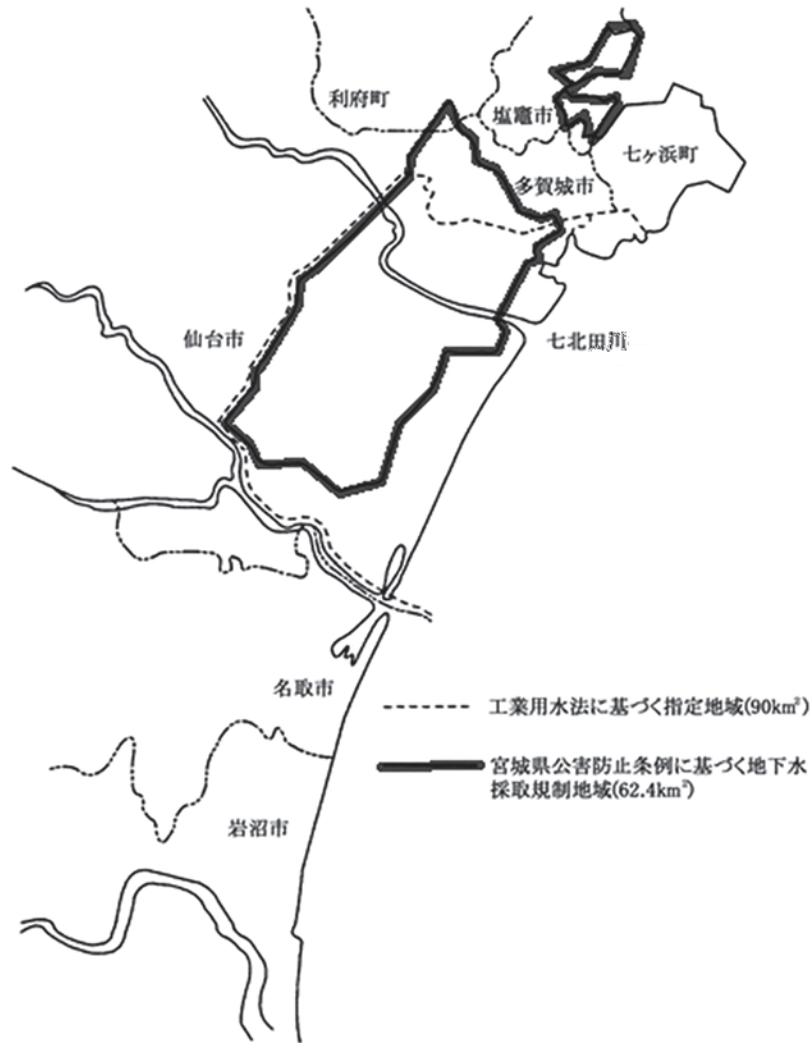 利府町
塩竈市
七ヶ浜町
多賀城市
仙台市
七北田川
名取市
工業用水法に基づく指定地域(90km²)
宮城県公害防止条例に基づく地下水
採取規制地域(62.4km²)
岩沼市